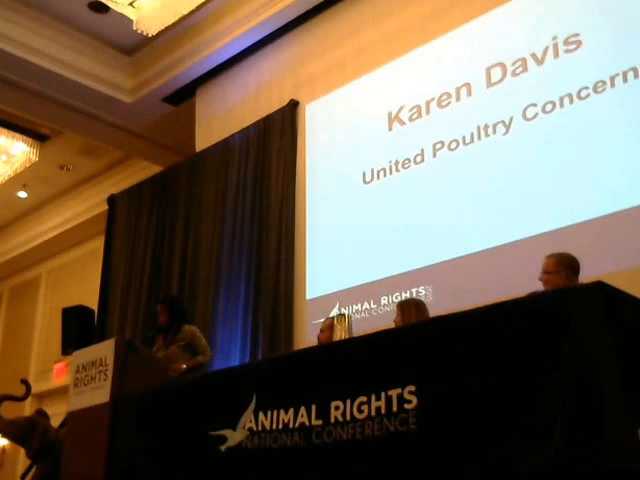 Karen Davis
United Poultry Concern
ANIMAL RIGHTS
NATIONAL CONFERENCE
ANIMAL
RIGHTS
ANIMAL RIGHTS
NATIONAL CONFERENCE